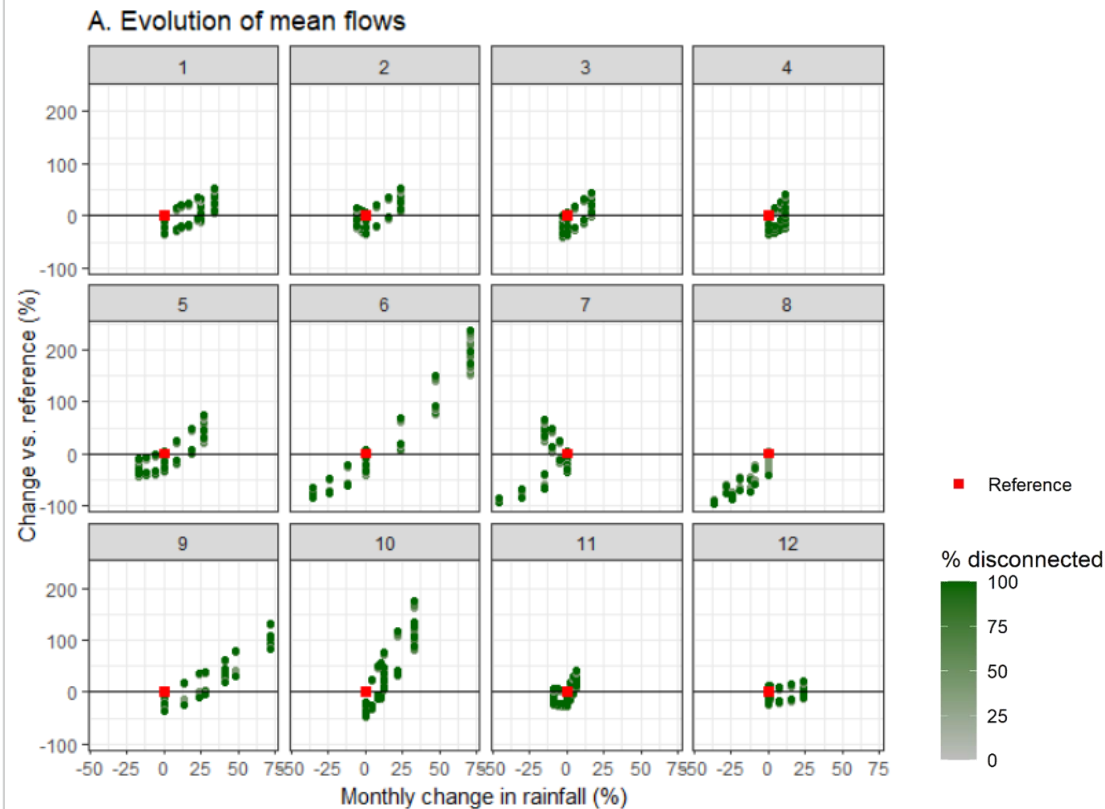 A. Evolution of mean flows
1 2 3 4
200
100
0
-100
5 6 7 8
200
100
0
-100
9 10 11 12
200
100
0
-100
-50 -25 0 25 50 75 -50 -25 0 25 50 75 -50 -25 0 25 50 75 -50 -25 0 25 50 75
Monthly change in rainfall (%)
Change vs. reference (%)
Reference
% disconnected
100
75
50
25
0